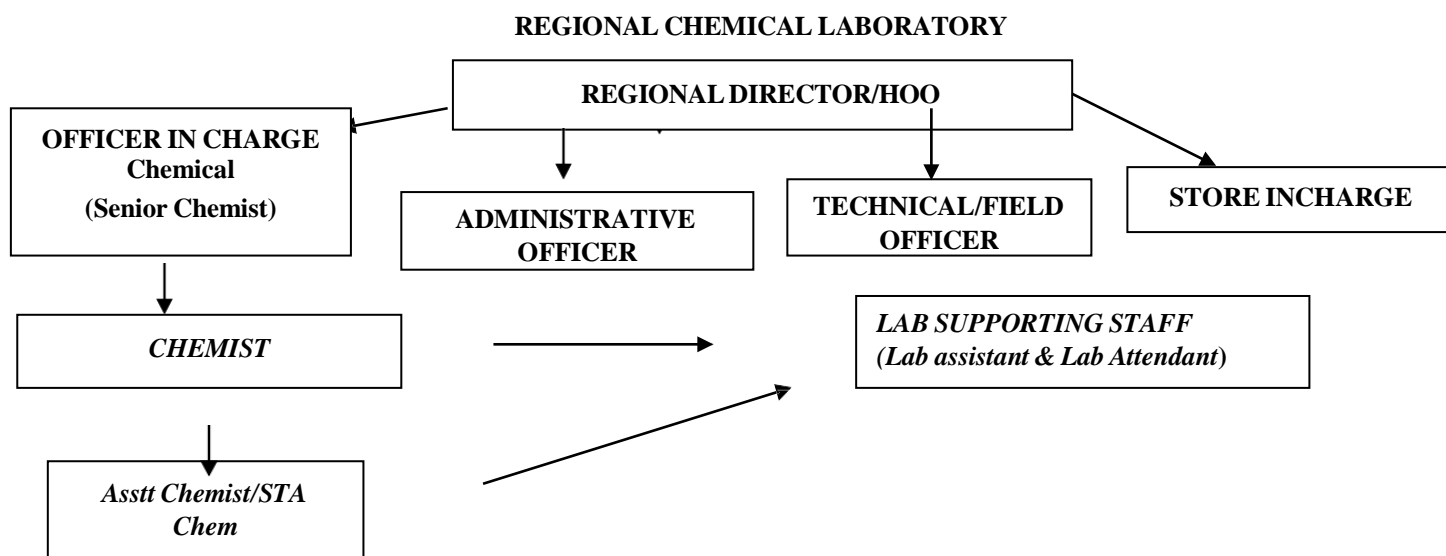 REGIONAL CHEMICAL LABORATORY
REGIONAL DIRECTOR/HOO
OFFICER IN CHARGE
Chemical
(Senior Chemist)
ADMINISTRATIVE
OFFICER
TECHNICAL/FIELD
OFFICER
STORE INCHARGE
CHEMIST
LAB SUPPORTING STAFF
(Lab assistant & Lab Attendant)
Asstt Chemist/STA
Chem